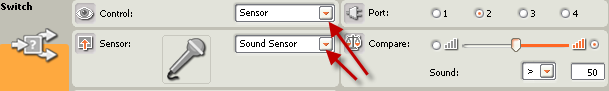 Switch
Control: Sensor
Port: 1 2 3 4
Sensor: Sound Sensor
Compare:
Sound: > 50